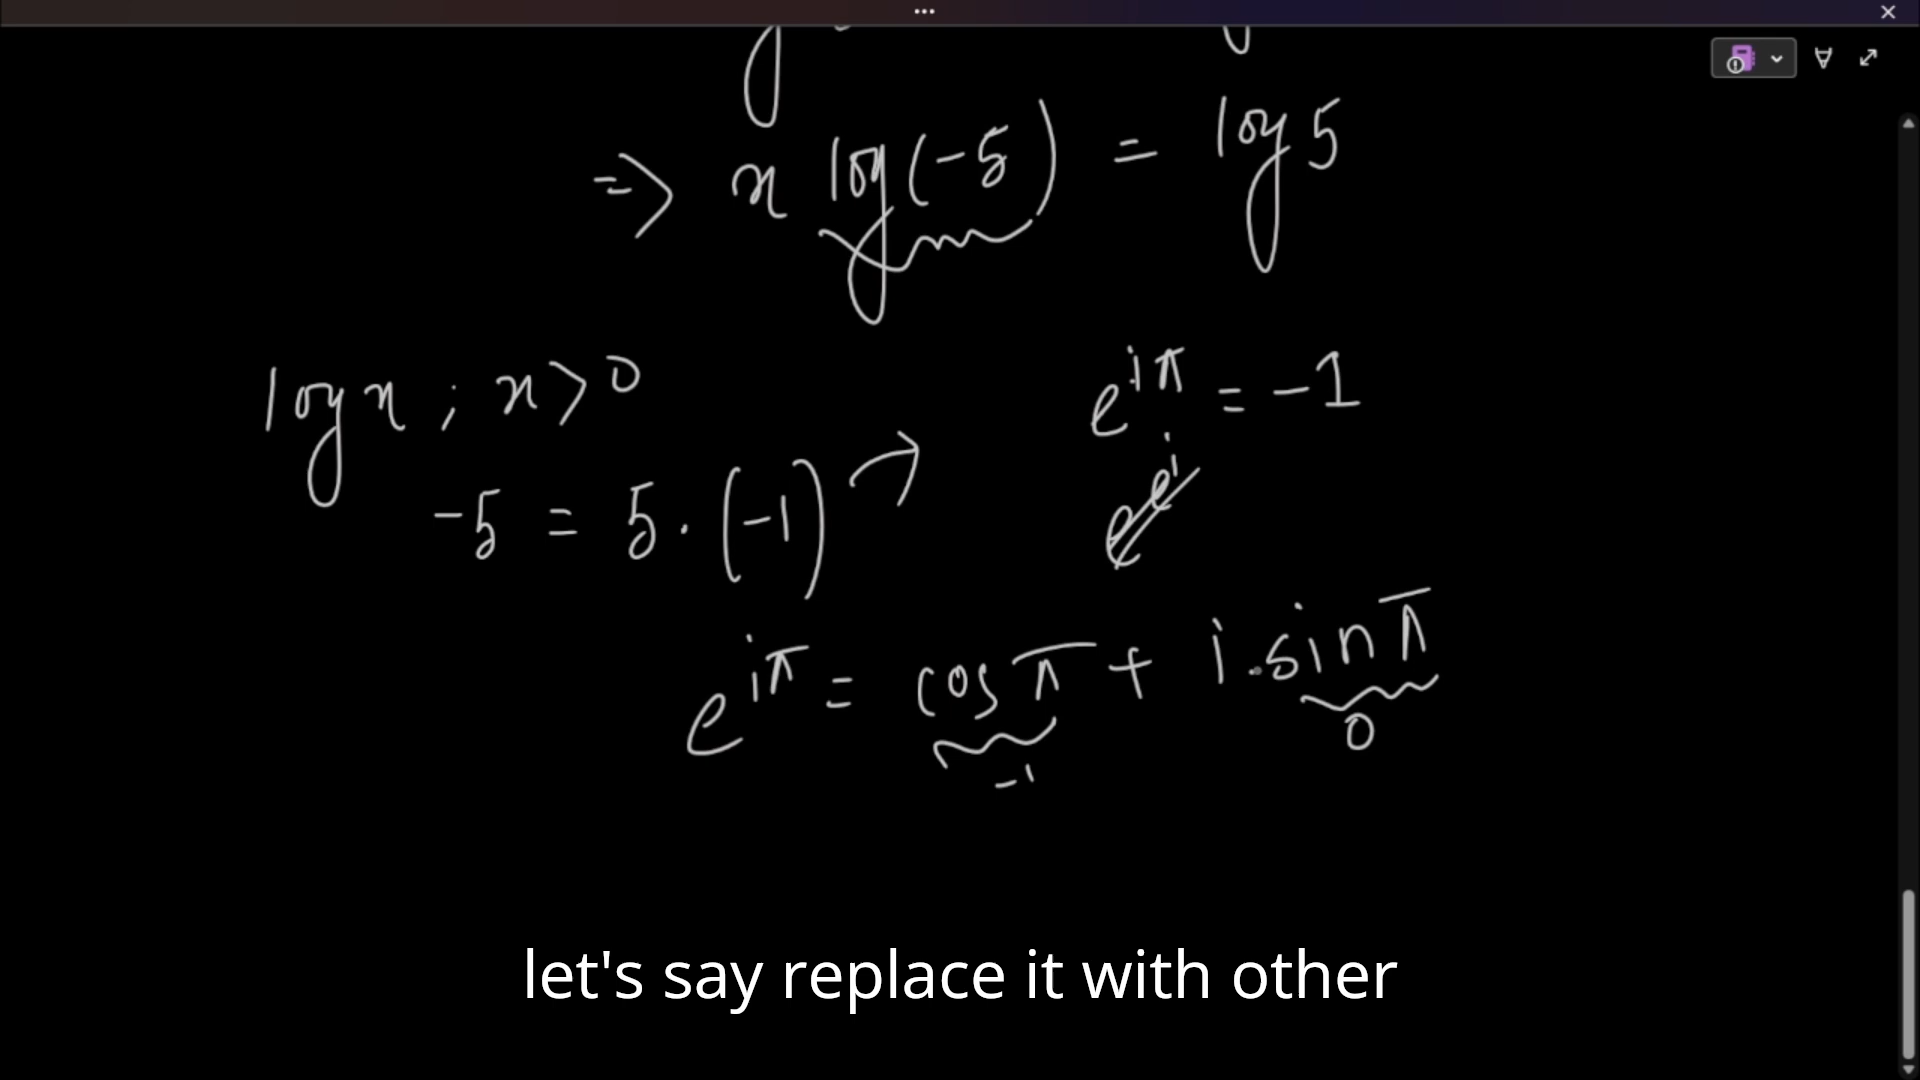 => x log(-5) = log 5
log x ; x > 0
e^{iπ} = -1
-5 = 5 · (-1) →
e^{iπ} = cos π + i. sin π
-1
0
let's say replace it with other